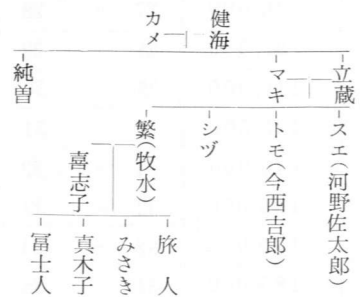 健海
カメ
立蔵
マキ
純曽
スエ（河野佐太郎）
トモ（今西吉郎）
シヅ
繁（牧水）
喜志子
旅人
みさき
真木子
冨士人